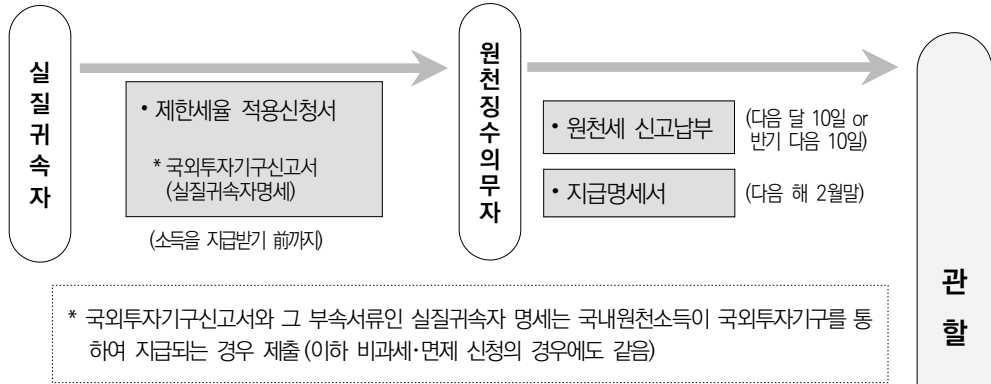 실질귀속자
• 제한세율 적용신청서
* 국외투자기구신고서
(실질귀속자명세)
(소득을 지급받기 前까지)
원천징수의무자
• 원천세 신고납부
(다음 달 10일 or
반기 다음 10일)
• 지급명세서
(다음 해 2월말)
관할
* 국외투자기구신고서와 그 부속서류인 실질귀속자 명세는 국내원천소득이 국외투자기구를 통
하여 지급되는 경우 제출(이하 비과세·면제 신청의 경우에도 같음)